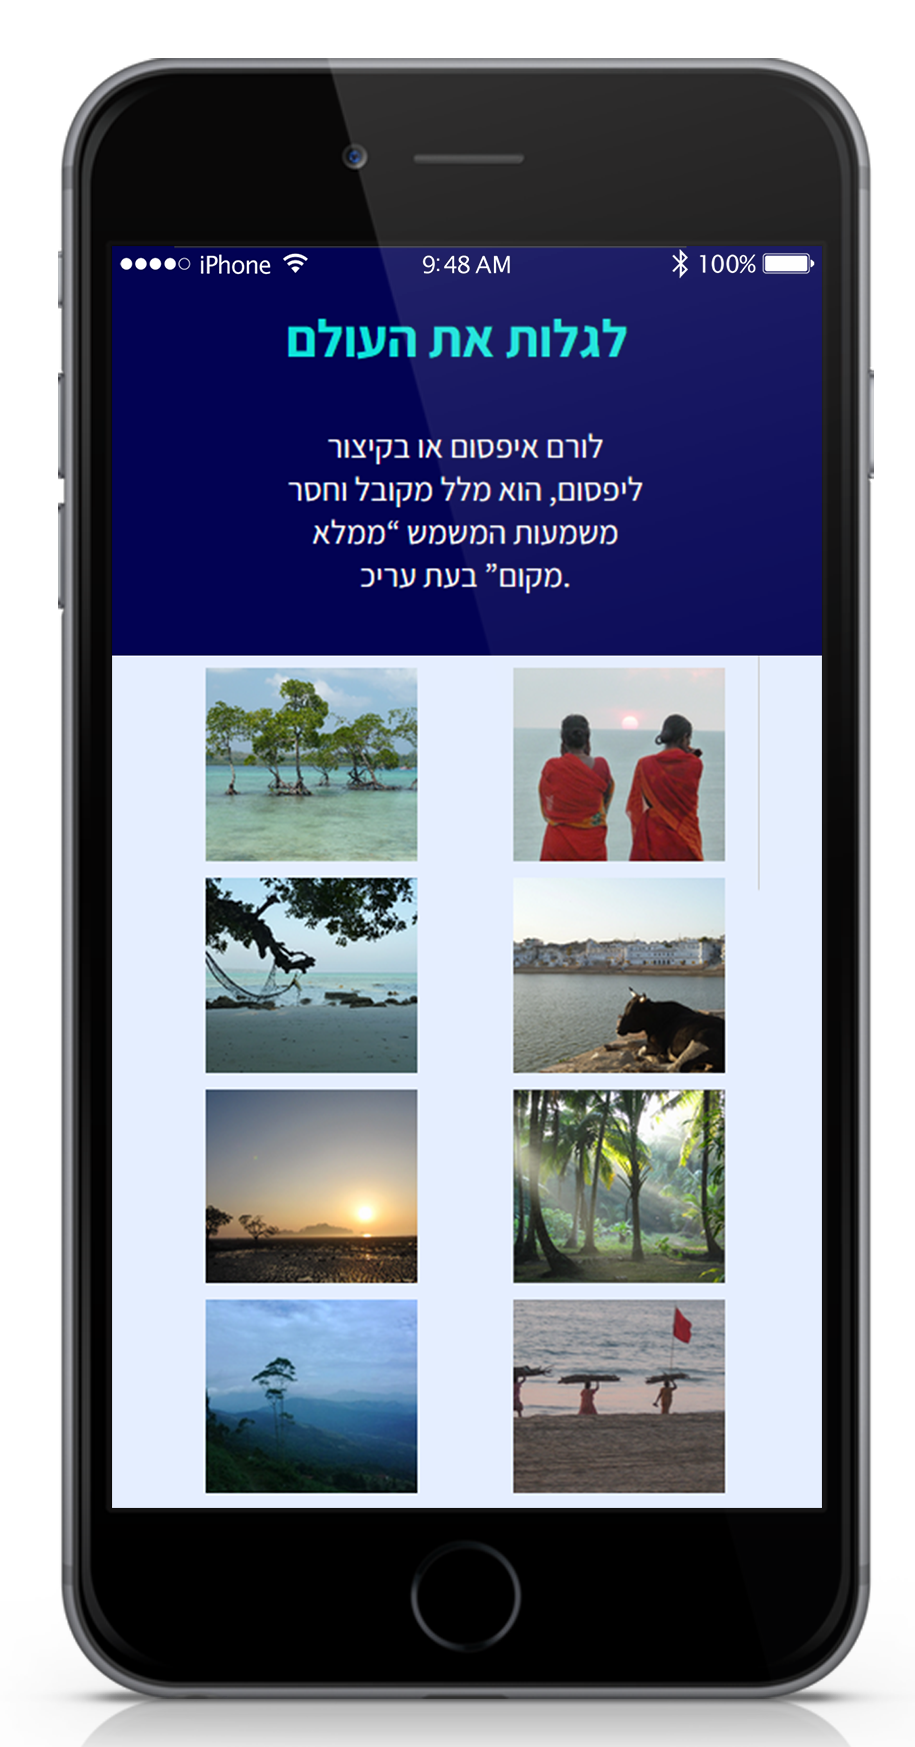 iPhone 9:48 AM 100%
לגלות את העולם
לורם איפסום או בקיצור
ליפסום, הוא מלל מקובל וחסר
משמעות המשמש “ממלא
מקום” בעת עריכ.